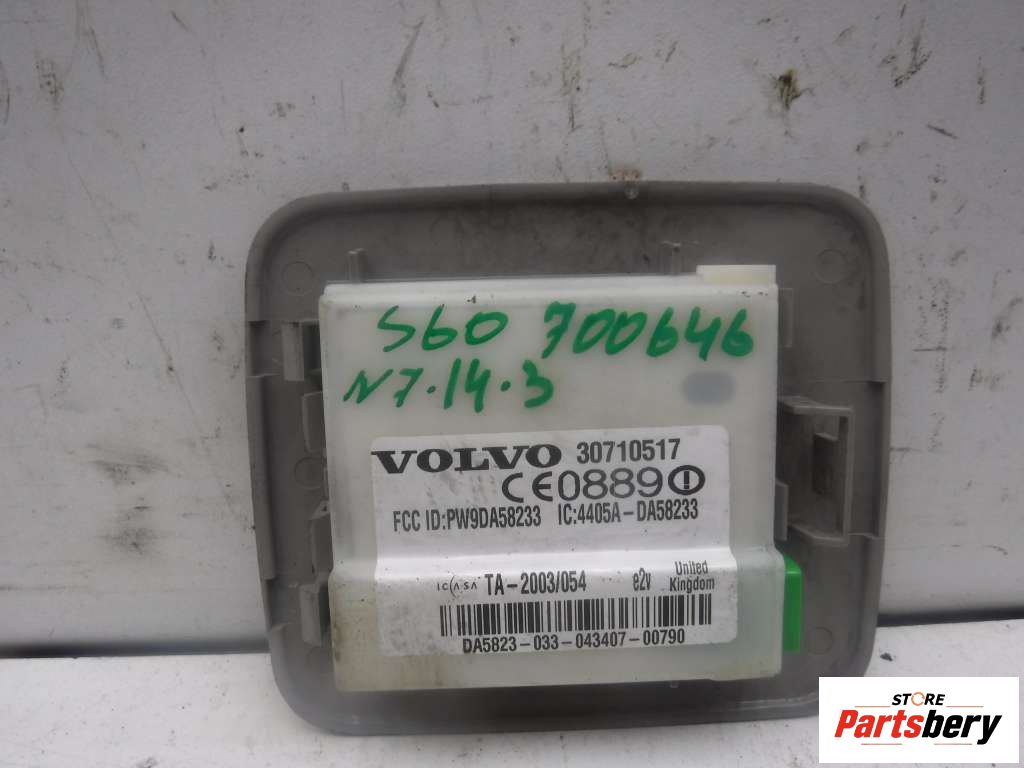 S60 700646
N7.14.3
VOLVO 30710517
CE0889
FCC ID:PW9DA58233 IC:4405A-DA58233
ICASA TA-2003/054 e2v United Kingdom
DA5823-033-043407-00790
STORE
Partsbery